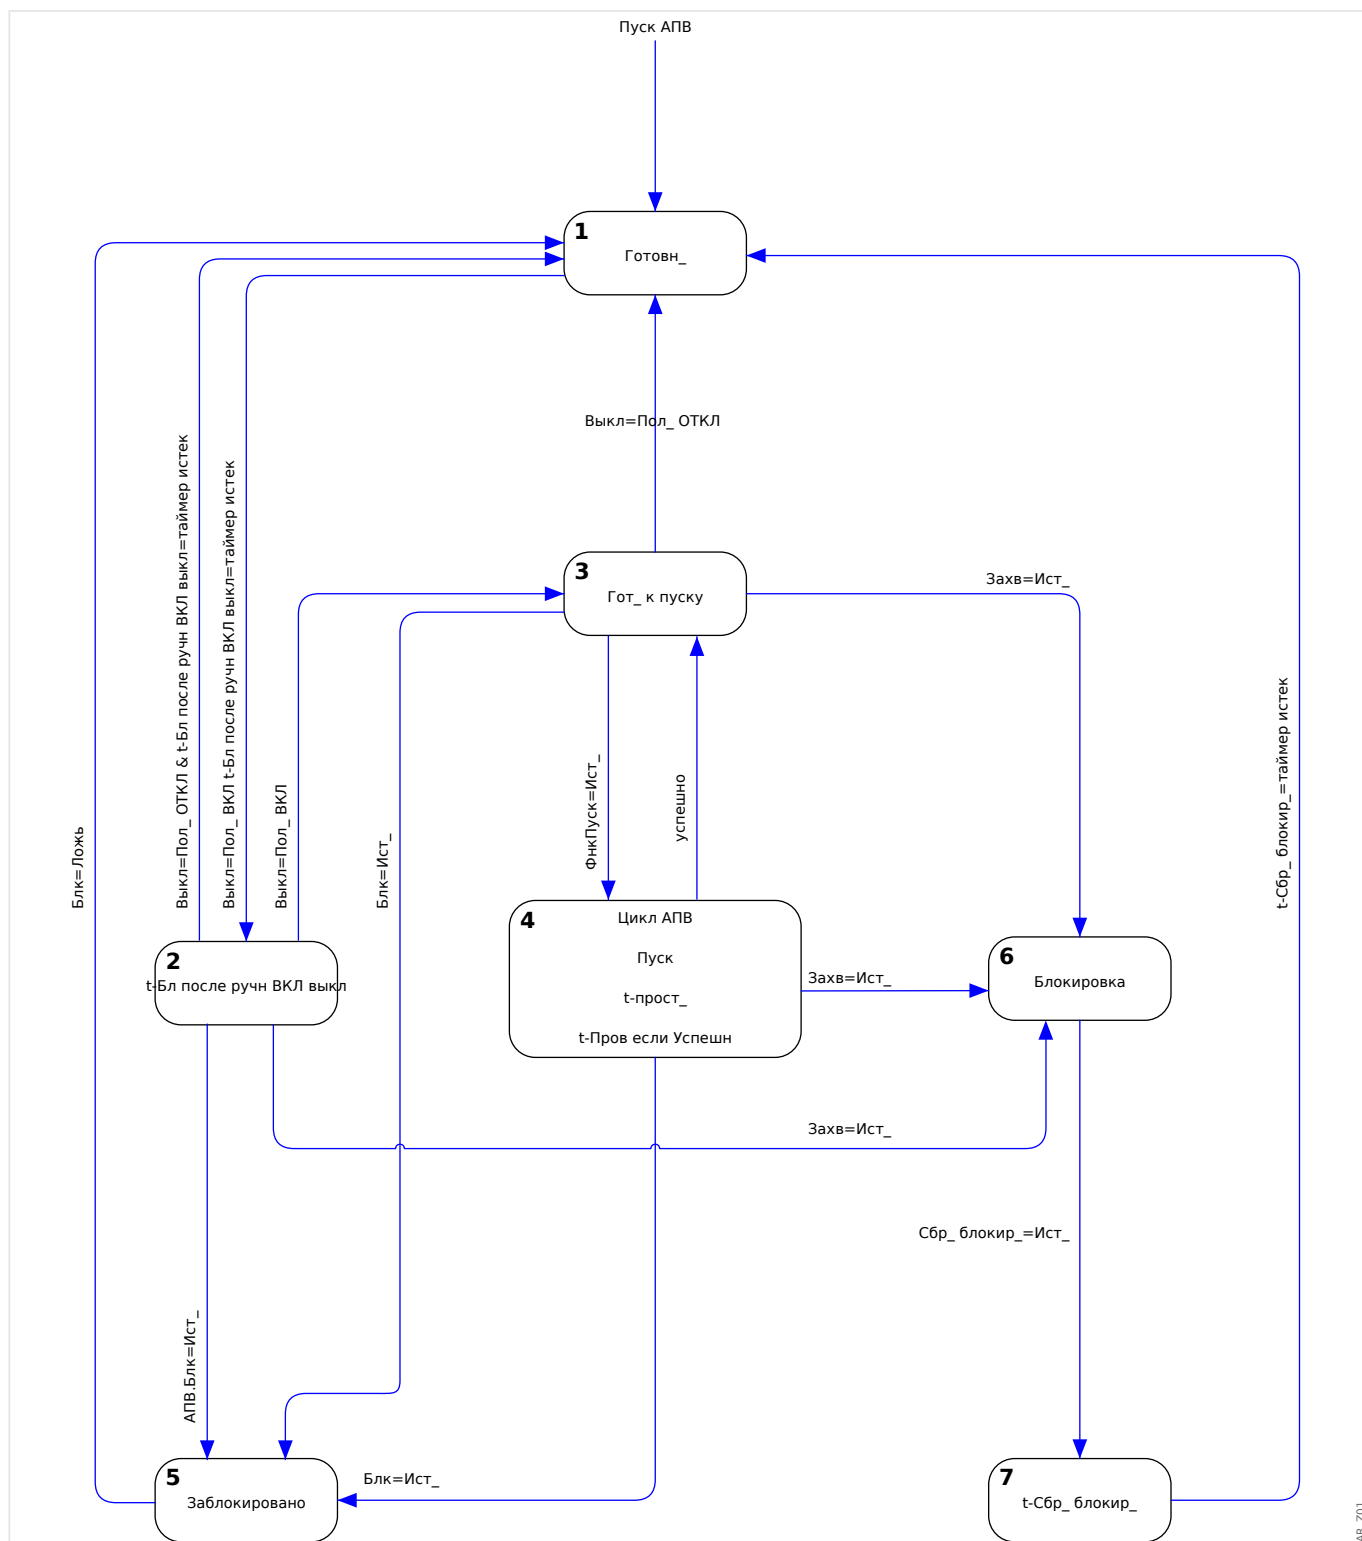 Пуск АПВ
1
Готовн_
Выкл=Пол_ ОТКЛ
3
Гот_ к пуску
Захв=Ист_
Блк=Ложь
Выкл=Пол_ ОТКЛ & t-Бл после ручн ВКЛ выкл=таймер истек
Выкл=Пол_ ВКЛ t-Бл после ручн ВКЛ выкл=таймер истек
Выкл=Пол_ ВКЛ
Блк=Ист_
ФнкПуск=Ист_
успешно
t-Сбр_ блокир_=таймер истек
2
t-Бл после ручн ВКЛ выкл
4
Цикл АПВ
Пуск
t-прост_
t-Пров если Успешн
Захв=Ист_
6
Блокировка
Захв=Ист_
Сбр_ блокир_=Ист_
АПВ.Блк=Ист_
5
Заблокировано
Блк=Ист_
7
t-Сбр_ блокир_
AR_Z01